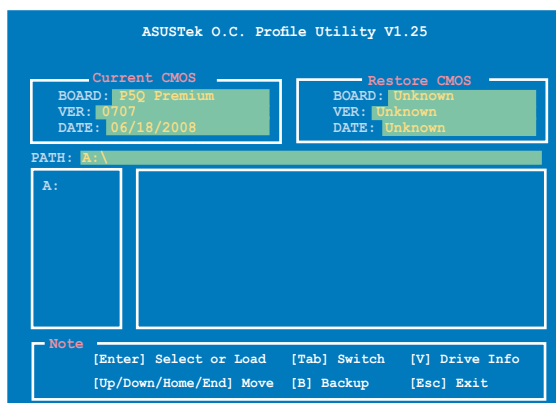 ASUSTek O.C. Profile Utility V1.25
Current CMOS
BOARD: P5Q Premium
VER: 0707
DATE: 06/18/2008
Restore CMOS
BOARD: Unknown
VER: Unknown
DATE: Unknown
PATH: A:\
A:
Note
[Enter] Select or Load [Tab] Switch [V] Drive Info
[Up/Down/Home/End] Move [B] Backup [Esc] Exit